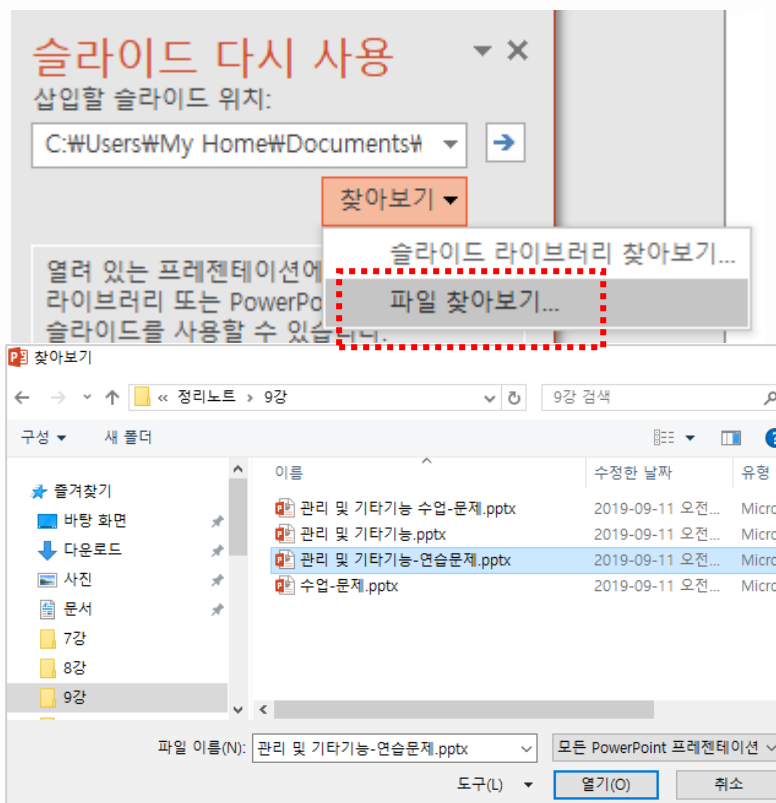 슬라이드 다시 사용
삽입할 슬라이드 위치:
C:₩Users₩My Home₩Documents₩
찾아보기
슬라이드 라이브러리 찾아보기...
파일 찾아보기...
열려 있는 프레젠테이션에
라이브러리 또는 PowerPo
슬라이드를 사용할 수 있습니다.
찾아보기
« 정리노트 › 9강
9강 검색
구성 새 폴더
이름 수정한 날짜 유형
즐겨찾기
바탕 화면
다운로드
사진
문서
7강
8강
9강
관리 및 기타기능 수업-문제.pptx 2019-09-11 오전... Micro
관리 및 기타기능.pptx 2019-09-11 오전... Micro
관리 및 기타기능-연습문제.pptx 2019-09-11 오전... Micro
수업-문제.pptx 2019-09-11 오전... Micro
파일 이름(N): 관리 및 기타기능-연습문제.pptx 모든 PowerPoint 프레젠테이션
도구(L) 열기(O) 취소